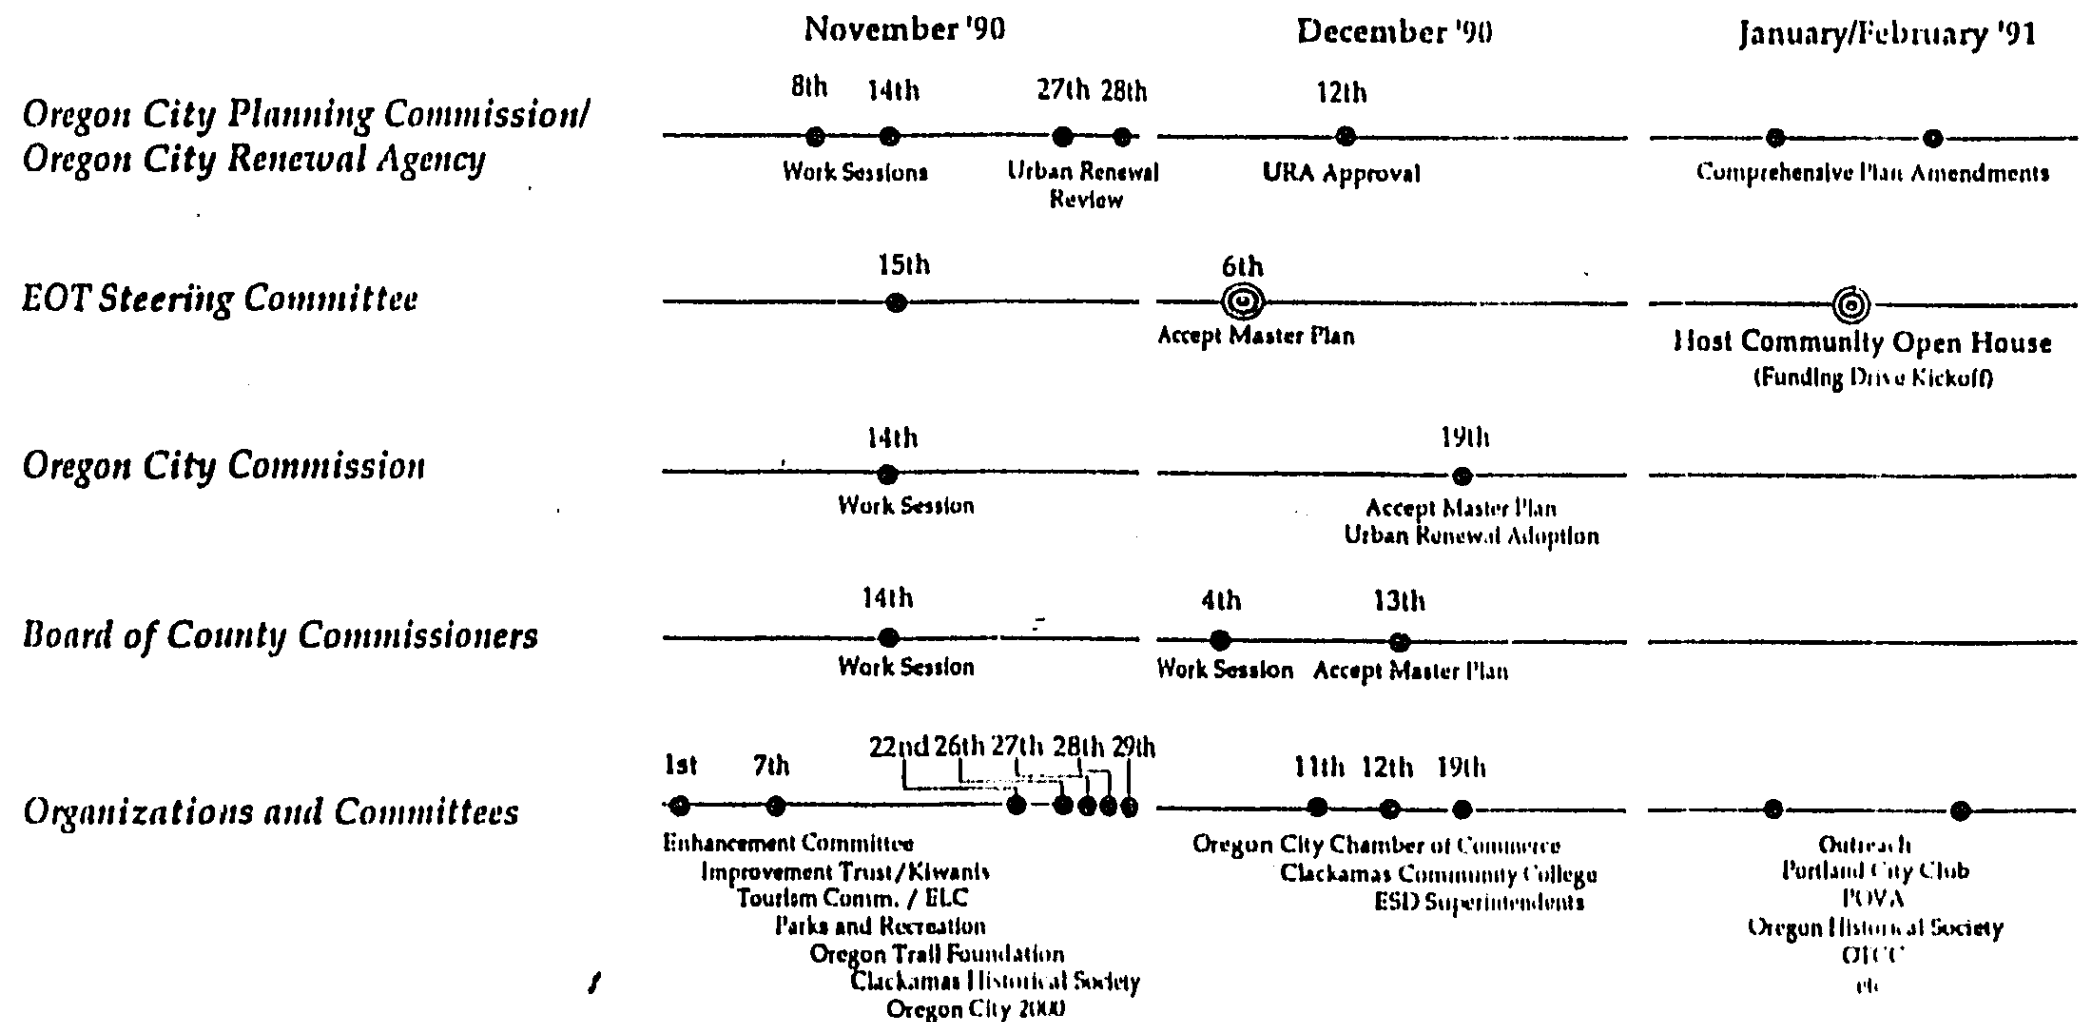 November '90 December '90 January/February '91
8th 14th 27th 28th 12th
Oregon City Planning Commission/
Oregon City Renewal Agency
Work Sessions Urban Renewal URA Approval Comprehensive Plan Amendments
Review
15th 6th
EOT Steering Committee
Accept Master Plan Host Community Open House
(Funding Drive Kickoff)
14th 19th
Oregon City Commission
Work Session Accept Master Plan
Urban Renewal Adoption
14th 4th 13th
Board of County Commissioners
Work Session Work Session Accept Master Plan
22nd 26th 27th 28th 29th
1st 7th 11th 12th 19th
Organizations and Committees
Enhancement Committee Oregon City Chamber of Commerce Outreach
Improvement Trust/Kiwanis Clackamas Community College Portland City Club
Tourism Comm. / ELC ESD Superintendents POVA
Parks and Recreation Oregon Historical Society
Oregon Trail Foundation OTCC
Clackamas Historical Society etc
Oregon City 2000